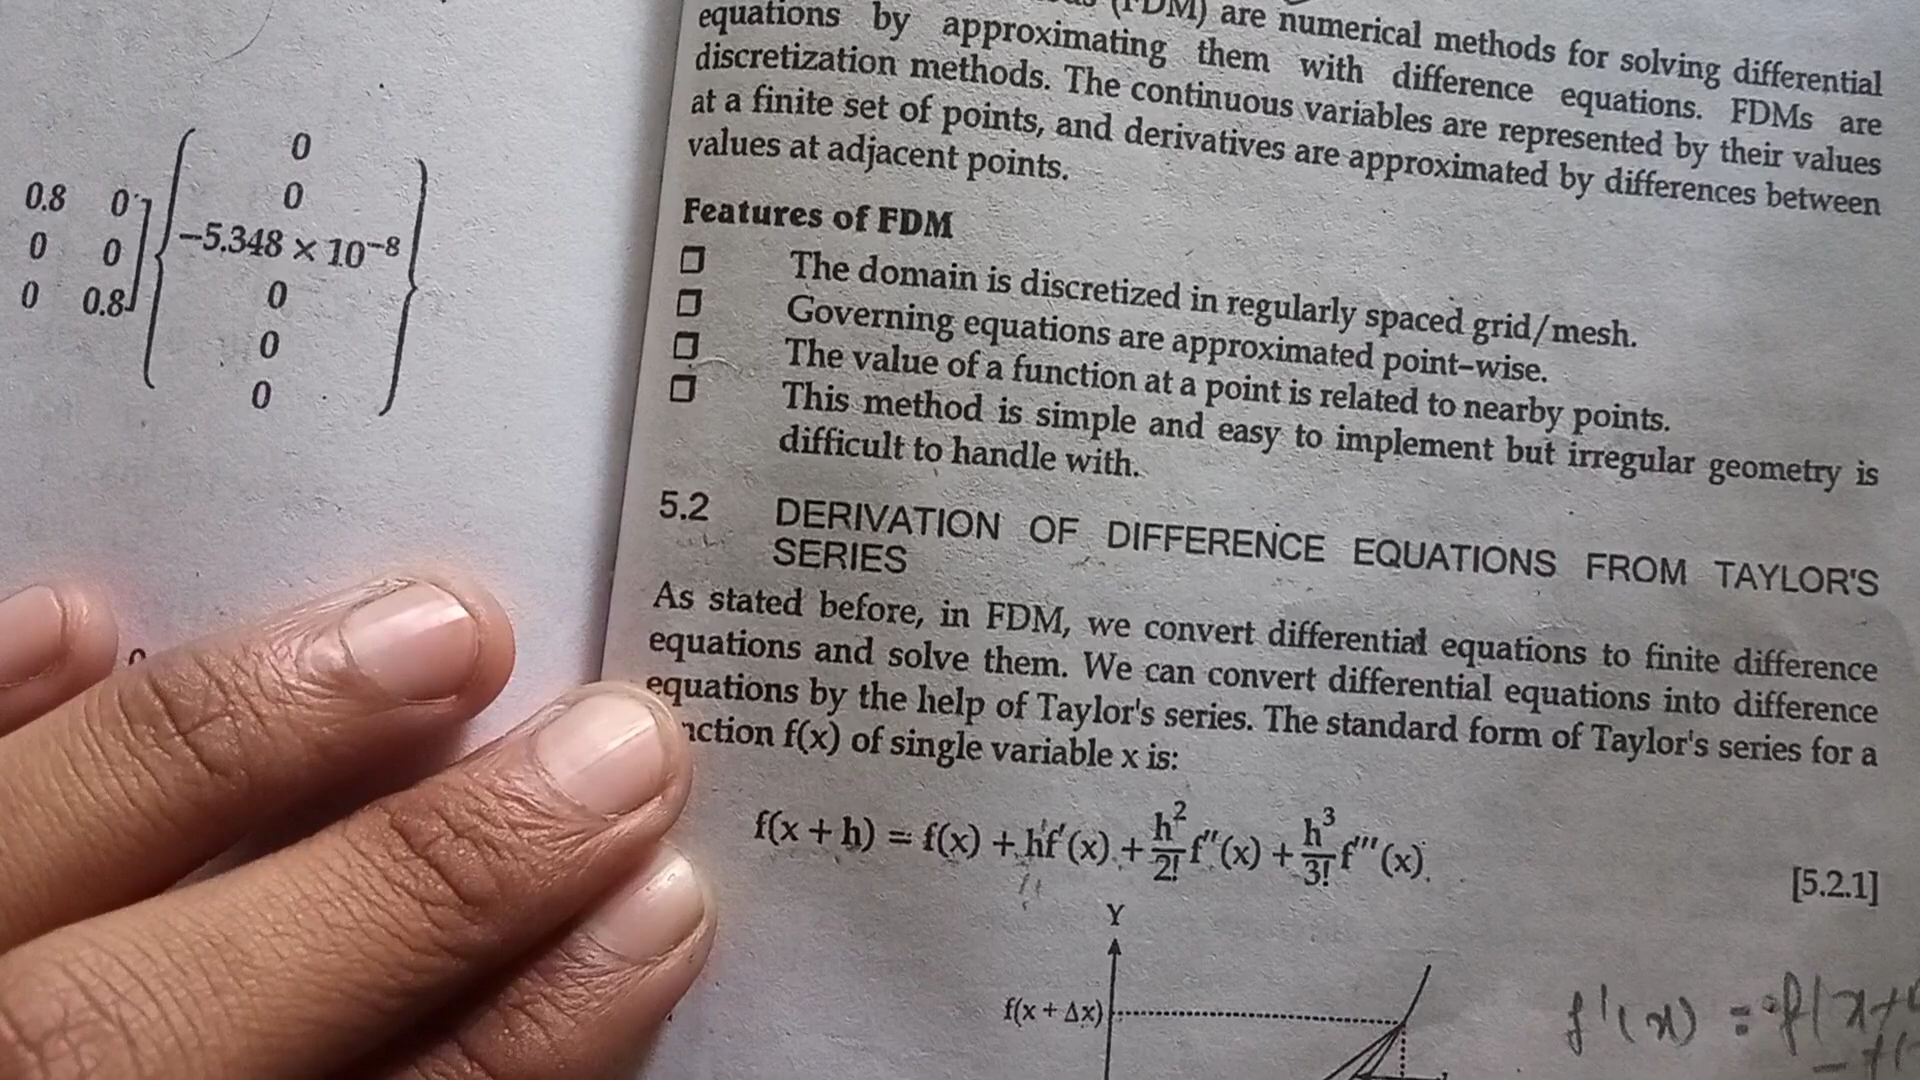 0.8 0
0 0
0 0.8
0
0
−5.348 × 10−8
0
0
0
(FDM) are numerical methods for solving differential
equations by approximating them with difference equations. FDMs are
discretization methods. The continuous variables are represented by their values
at a finite set of points, and derivatives are approximated by differences between
values at adjacent points.
Features of FDM
❐ The domain is discretized in regularly spaced grid/mesh.
❐ Governing equations are approximated point-wise.
❐ The value of a function at a point is related to nearby points.
❐ This method is simple and easy to implement but irregular geometry is
difficult to handle with.
5.2 DERIVATION OF DIFFERENCE EQUATIONS FROM TAYLOR'S
SERIES
As stated before, in FDM, we convert differential equations to finite difference
equations and solve them. We can convert differential equations into difference
equations by the help of Taylor's series. The standard form of Taylor's series for a
nction f(x) of single variable x is:
f(x + h) = f(x) + hf'(x) + h²/2! f''(x) + h³/3! f'''(x).
[5.2.1]
Y
f(x + Δx)
f'(x) = f(x+